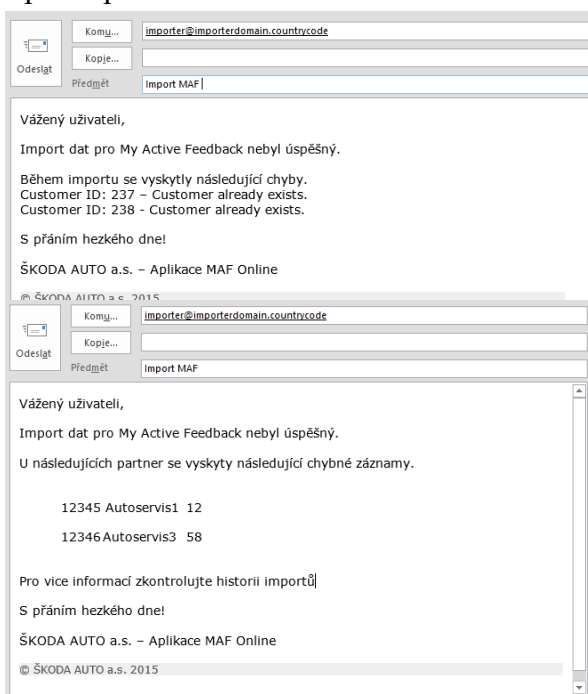 Komu...
importer@importerdomain.countrycode
Kopie...
Odeslat
Předmět
Import MAF
Vážený uživateli,
Import dat pro My Active Feedback nebyl úspěšný.
Během importu se vyskytly následující chyby.
Customer ID: 237 – Customer already exists.
Customer ID: 238 - Customer already exists.
S přáním hezkého dne!
ŠKODA AUTO a.s. – Aplikace MAF Online
© ŠKODA AUTO a.s. 2015
Komu...
importer@importerdomain.countrycode
Kopie...
Odeslat
Předmět
Import MAF
Vážený uživateli,
Import dat pro My Active Feedback nebyl úspěšný.
U následujících partner se vyskyty následující chybné záznamy.
12345 Autoservis1 12
12346 Autoservis3 58
Pro vice informací zkontrolujte historii importů
S přáním hezkého dne!
ŠKODA AUTO a.s. – Aplikace MAF Online
© ŠKODA AUTO a.s. 2015